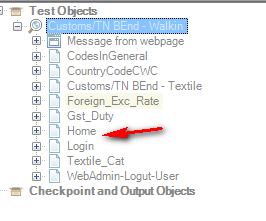 Test Objects
Customs/TN BEnd - Walkin
Message from webpage
CodesInGeneral
CountryCodeCWC
Customs/TN BEnd - Textile
Foreign_Exc_Rate
Gst_Duty
Home
Login
Textile_Cat
WebAdmin-Logut-User
Checkpoint and Output Objects